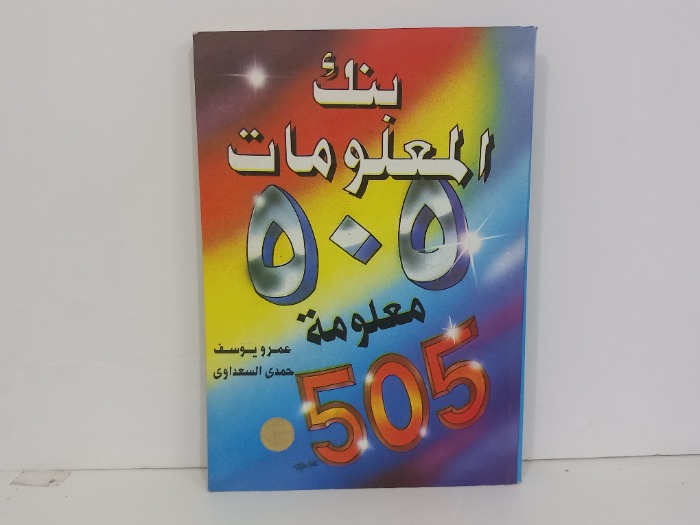 بنك
المعلومات
٥٠٥
معلومة
عمرو يوسف
حمدى السعداوى
505